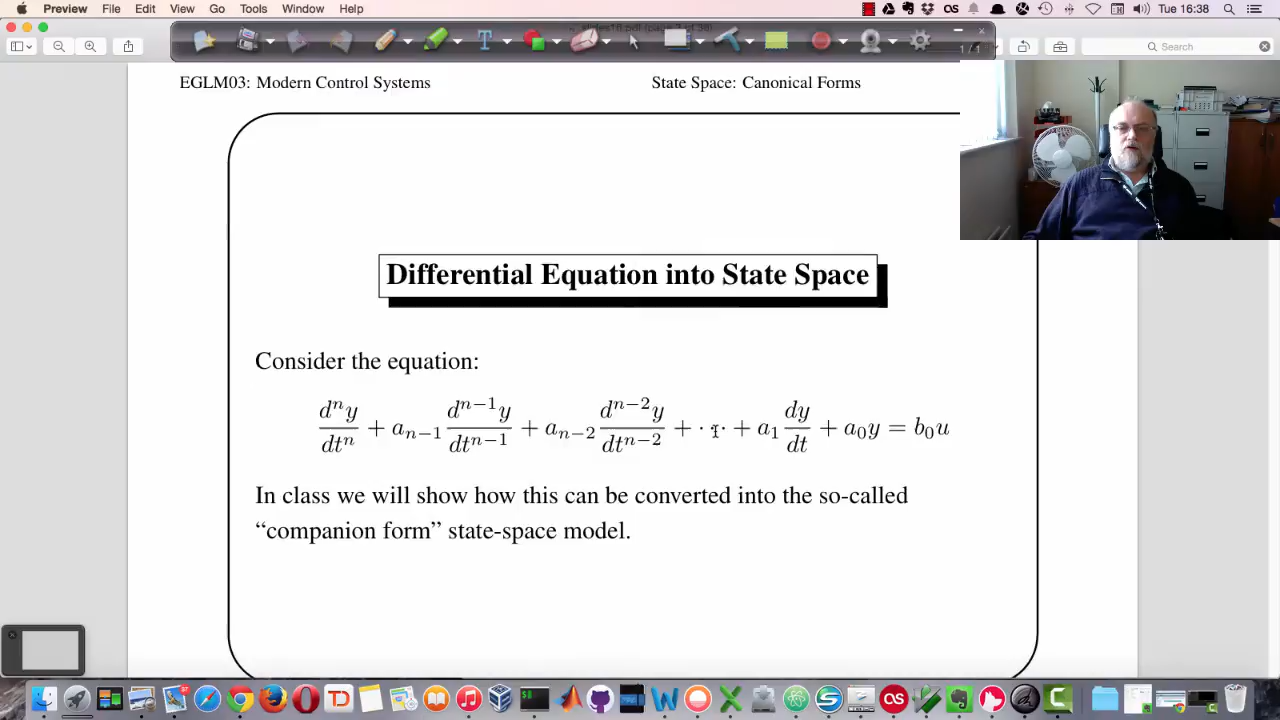 Preview File Edit View Go Tools Window Help Tue 16:38
1/1
Search
EGLM03: Modern Control Systems State Space: Canonical Forms
Differential Equation into State Space
Consider the equation:
dⁿy/dtⁿ + aₙ₋₁ dⁿ⁻¹y/dtⁿ⁻¹ + aₙ₋₂ dⁿ⁻²y/dtⁿ⁻² + ··· + a₁ dy/dt + a₀y = b₀u
In class we will show how this can be converted into the so-called
“companion form” state-space model.